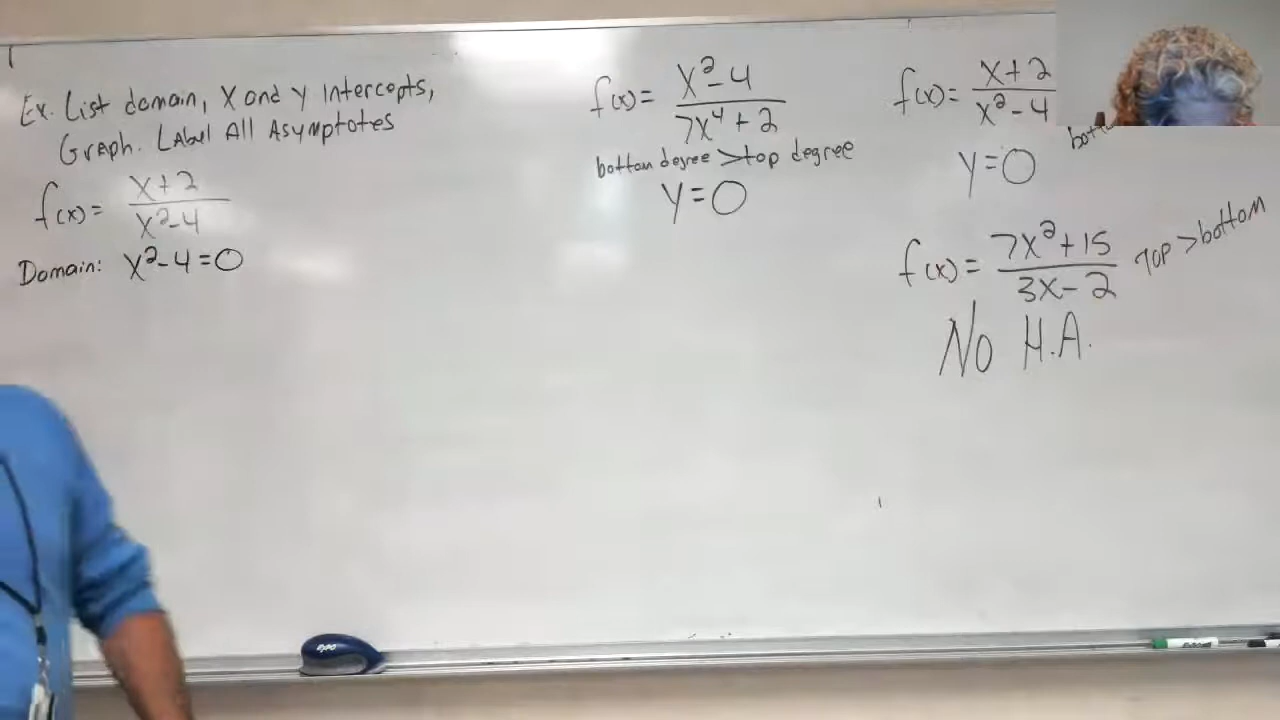 Ex. List domain, X and Y Intercepts,
Graph. Label All Asymptotes
f(x) = (x+2)/(x²-4)
Domain: x²-4=0
f(x) = (x²-4)/(7x⁴+2)
bottom degree > top degree
y=0
f(x) = (x+2)/(x²-4)
y=0
f(x) = (7x²+15)/(3x-2)
Top > bottom
No H.A.
expo